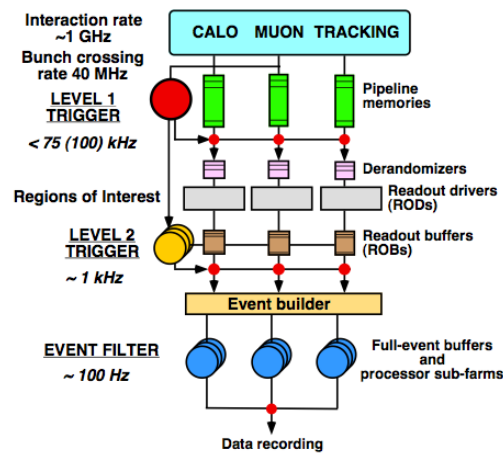 Interaction rate
~1 GHz
CALO MUON TRACKING
Bunch crossing
rate 40 MHz
LEVEL 1
TRIGGER
< 75 (100) kHz
Pipeline
memories
Derandomizers
Regions of Interest
Readout drivers
(RODs)
LEVEL 2
TRIGGER
~ 1 kHz
Readout buffers
(ROBs)
Event builder
EVENT FILTER
~ 100 Hz
Full-event buffers
and
processor sub-farms
Data recording